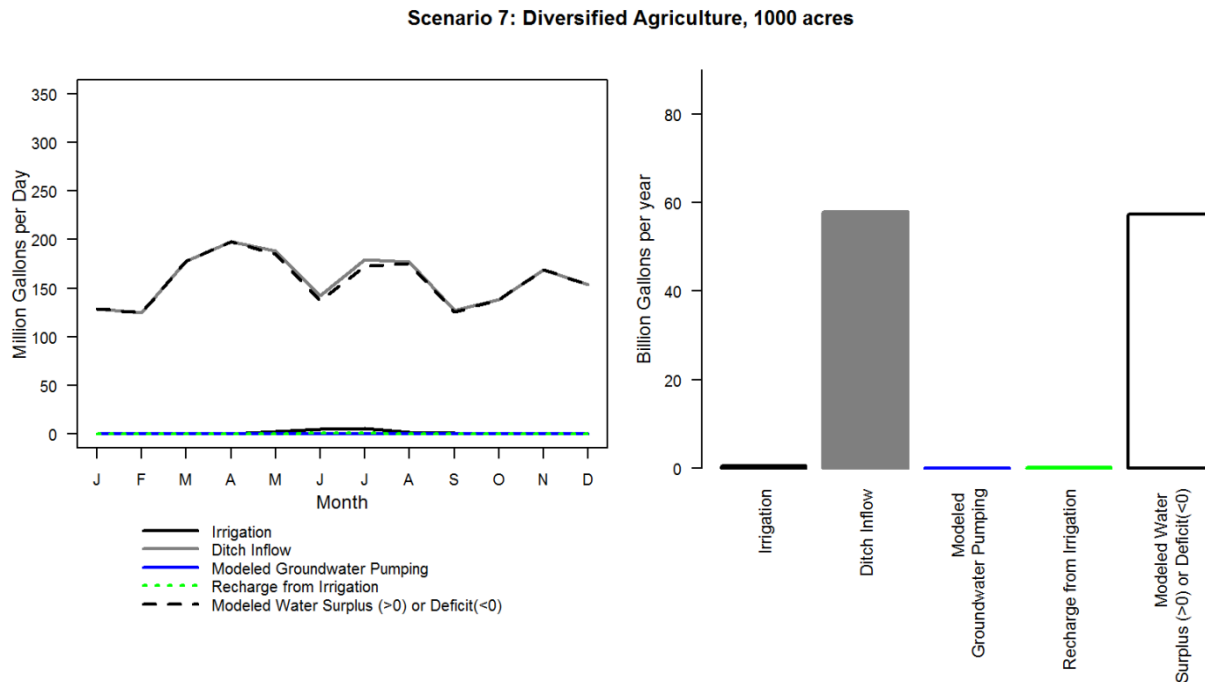 Scenario 7: Diversified Agriculture, 1000 acres
Million Gallons per Day
350
300
250
200
150
100
50
0
J F M A M J J A S O N D
Month
Irrigation
Ditch Inflow
Modeled Groundwater Pumping
Recharge from Irrigation
Modeled Water Surplus (>0) or Deficit(<0)
Billion Gallons per year
80
60
40
20
0
Irrigation
Ditch Inflow
Modeled
Groundwater Pumping
Recharge from Irrigation
Modeled Water
Surplus (>0) or Deficit(<0)